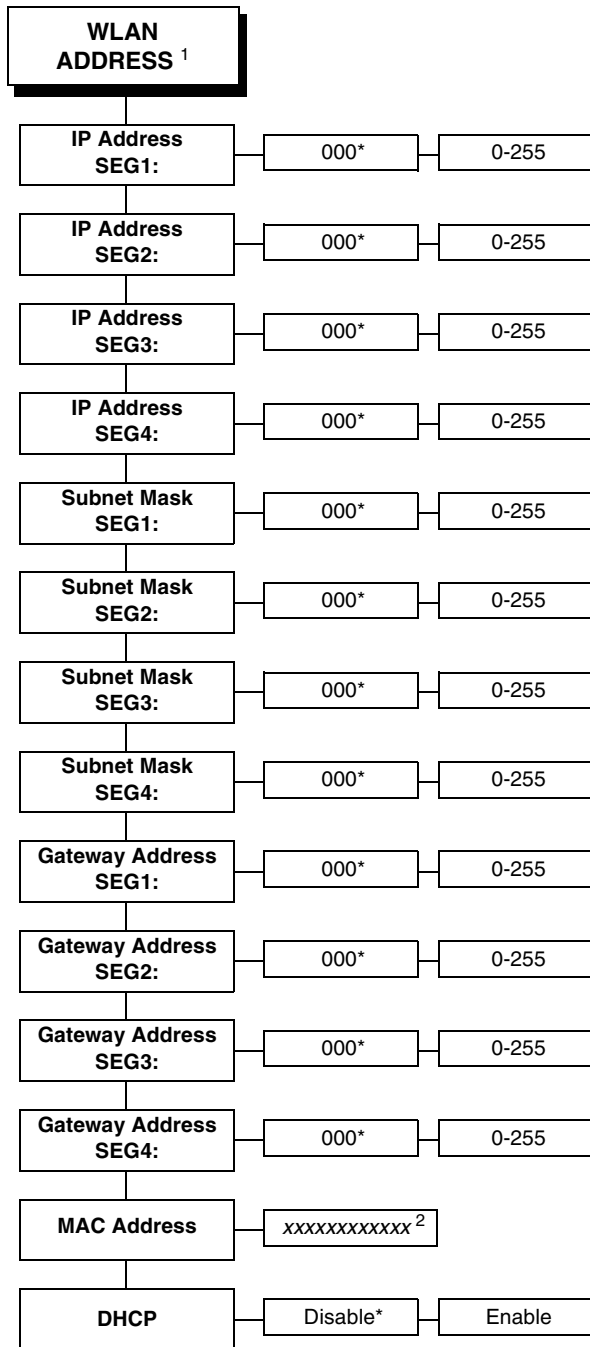 WLAN
ADDRESS 1
IP Address
SEG1:
000*
0-255
IP Address
SEG2:
000*
0-255
IP Address
SEG3:
000*
0-255
IP Address
SEG4:
000*
0-255
Subnet Mask
SEG1:
000*
0-255
Subnet Mask
SEG2:
000*
0-255
Subnet Mask
SEG3:
000*
0-255
Subnet Mask
SEG4:
000*
0-255
Gateway Address
SEG1:
000*
0-255
Gateway Address
SEG2:
000*
0-255
Gateway Address
SEG3:
000*
0-255
Gateway Address
SEG4:
000*
0-255
MAC Address
xxxxxxxxxxxx 2
DHCP
Disable*
Enable